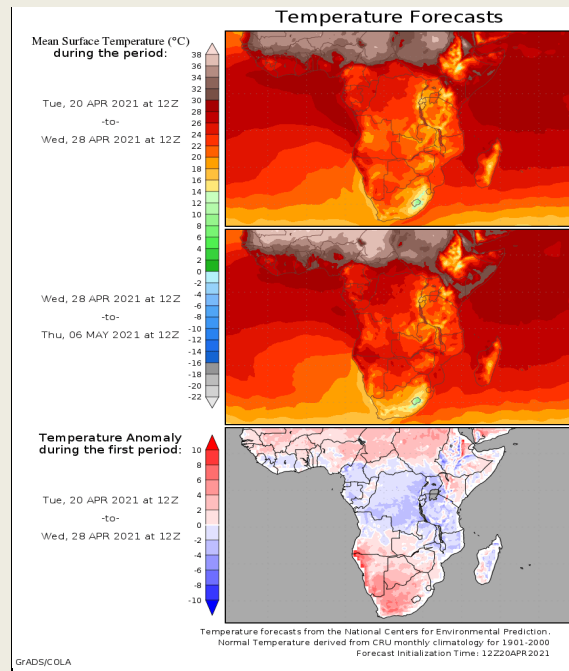 Temperature Forecasts
Mean Surface Temperature (°C)
during the period:
38
36
34
32
30
28
26
24
22
20
18
16
14
12
10
8
6
4
2
0
-2
-4
-6
-8
-10
-12
-14
-16
-18
-20
-22
Tue, 20 APR 2021 at 12Z
-to-
Wed, 28 APR 2021 at 12Z
Wed, 28 APR 2021 at 12Z
-to-
Thu, 06 MAY 2021 at 12Z
Temperature Anomaly
during the first period:
10
8
6
4
2
0
-2
-4
-6
-8
-10
Tue, 20 APR 2021 at 12Z
-to-
Wed, 28 APR 2021 at 12Z
Temperature forecasts from the National Centers for Environmental Prediction.
Normal Temperature derived from CRU monthly climatology for 1901-2000
Forecast Initialization Time: 12Z20APR2021
GrADS/COLA